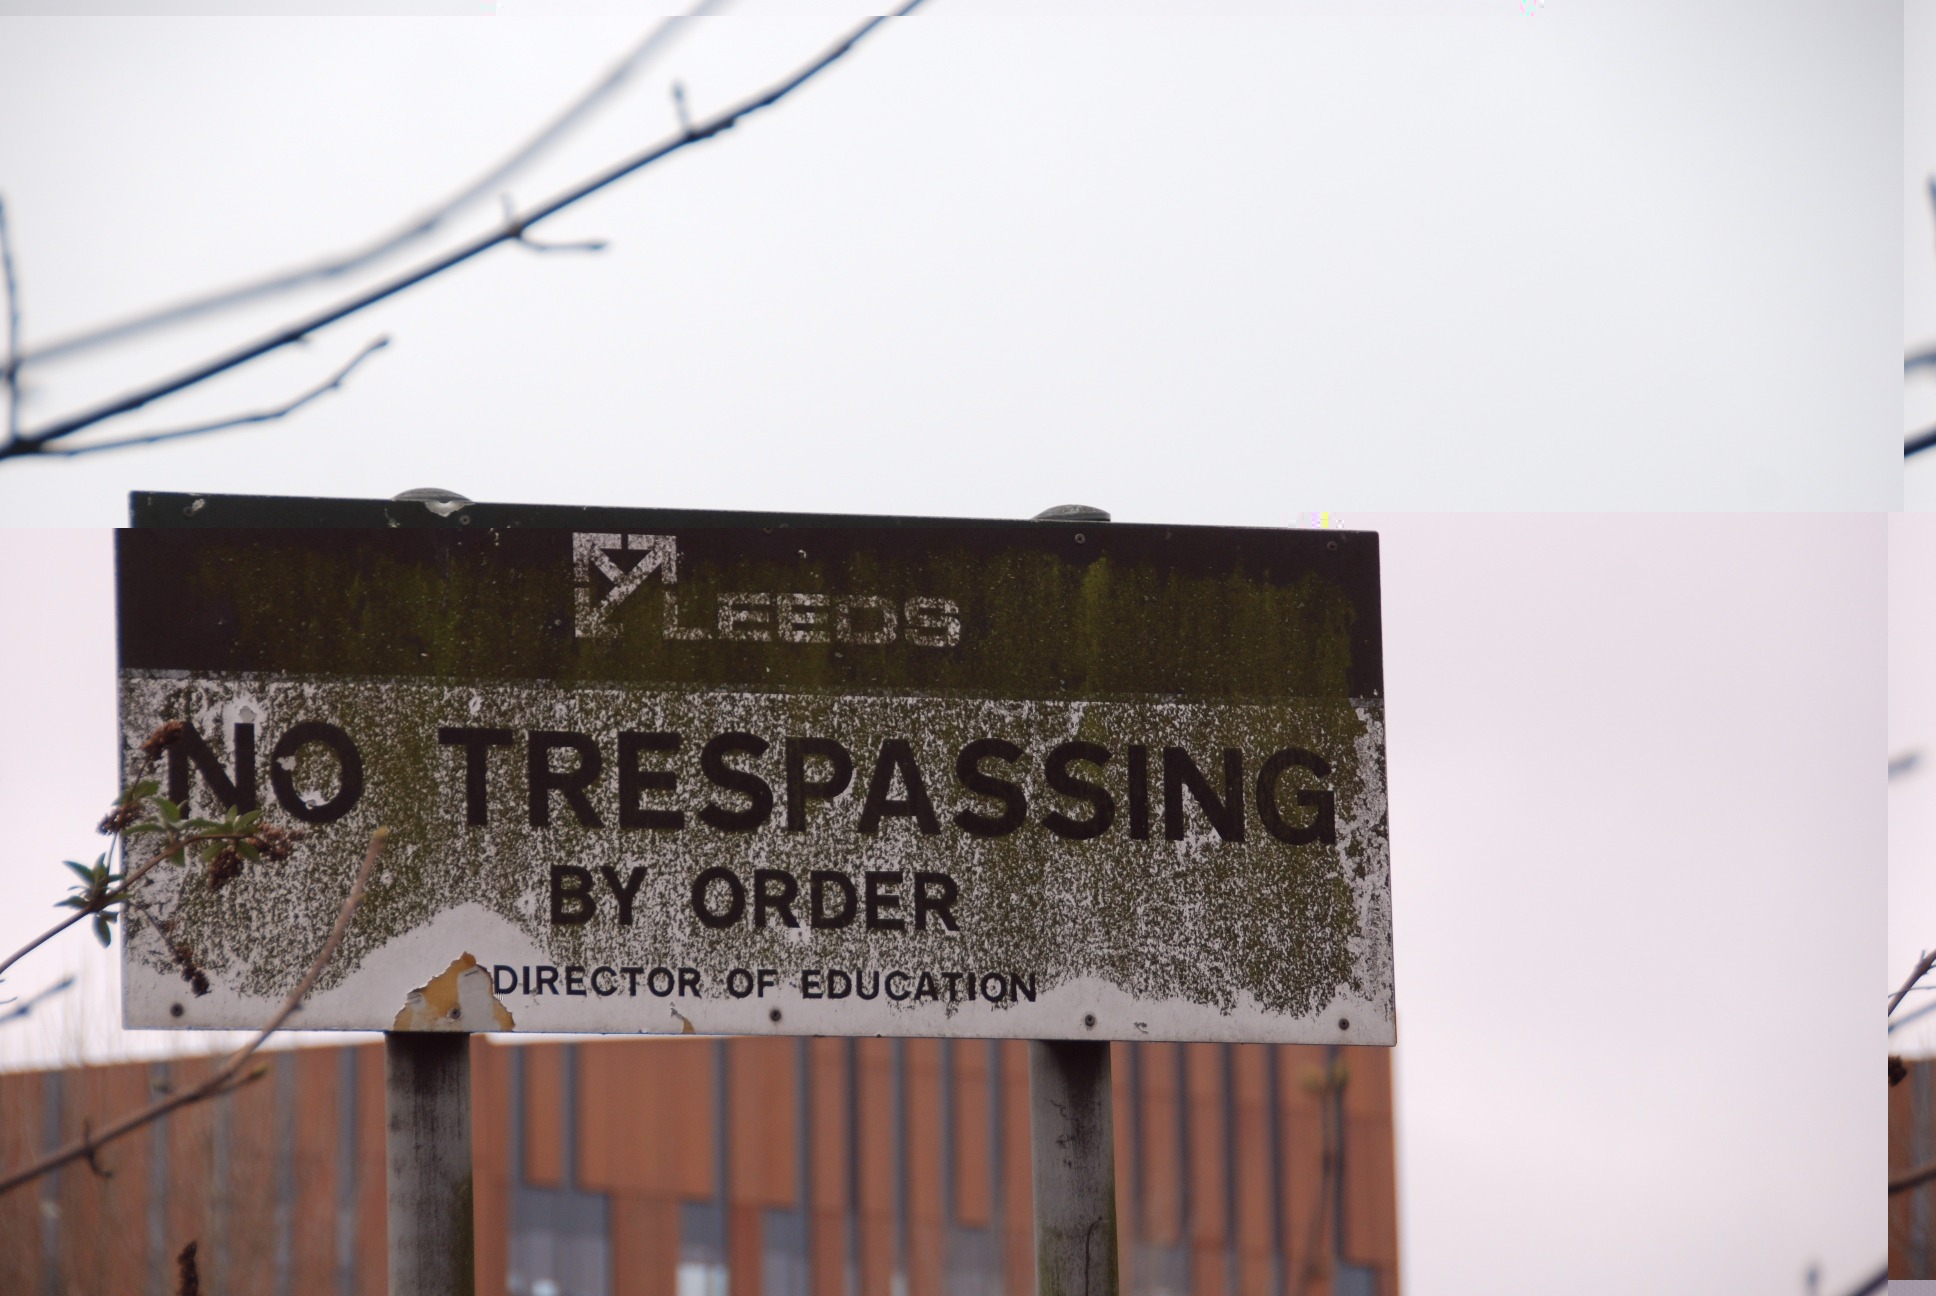 LEEDS
NO TRESPASSING
BY ORDER
DIRECTOR OF EDUCATION